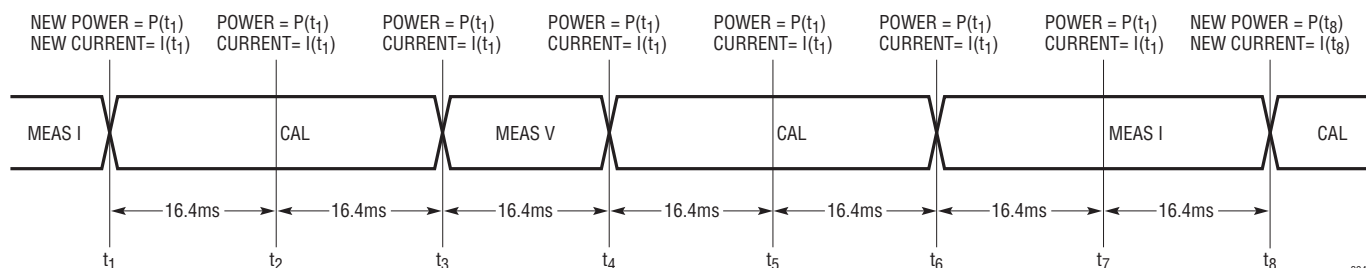 NEW POWER = P(t1)
NEW CURRENT= I(t1)
POWER = P(t1)
CURRENT= I(t1)
POWER = P(t1)
CURRENT= I(t1)
POWER = P(t1)
CURRENT= I(t1)
POWER = P(t1)
CURRENT= I(t1)
POWER = P(t1)
CURRENT= I(t1)
POWER = P(t1)
CURRENT= I(t1)
NEW POWER = P(t8)
NEW CURRENT= I(t8)
MEAS I
CAL
MEAS V
CAL
MEAS I
CAL
16.4ms
16.4ms
16.4ms
16.4ms
16.4ms
16.4ms
16.4ms
t1
t2
t3
t4
t5
t6
t7
t8